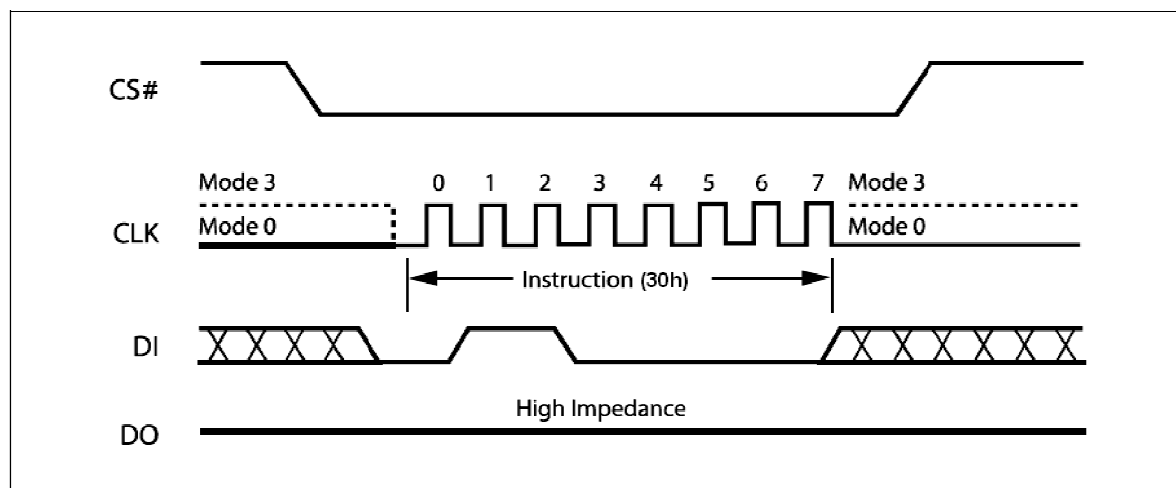 CS#
Mode 3 0 1 2 3 4 5 6 7 Mode 3
CLK Mode 0 Mode 0
Instruction (30h)
DI
High Impedance
DO